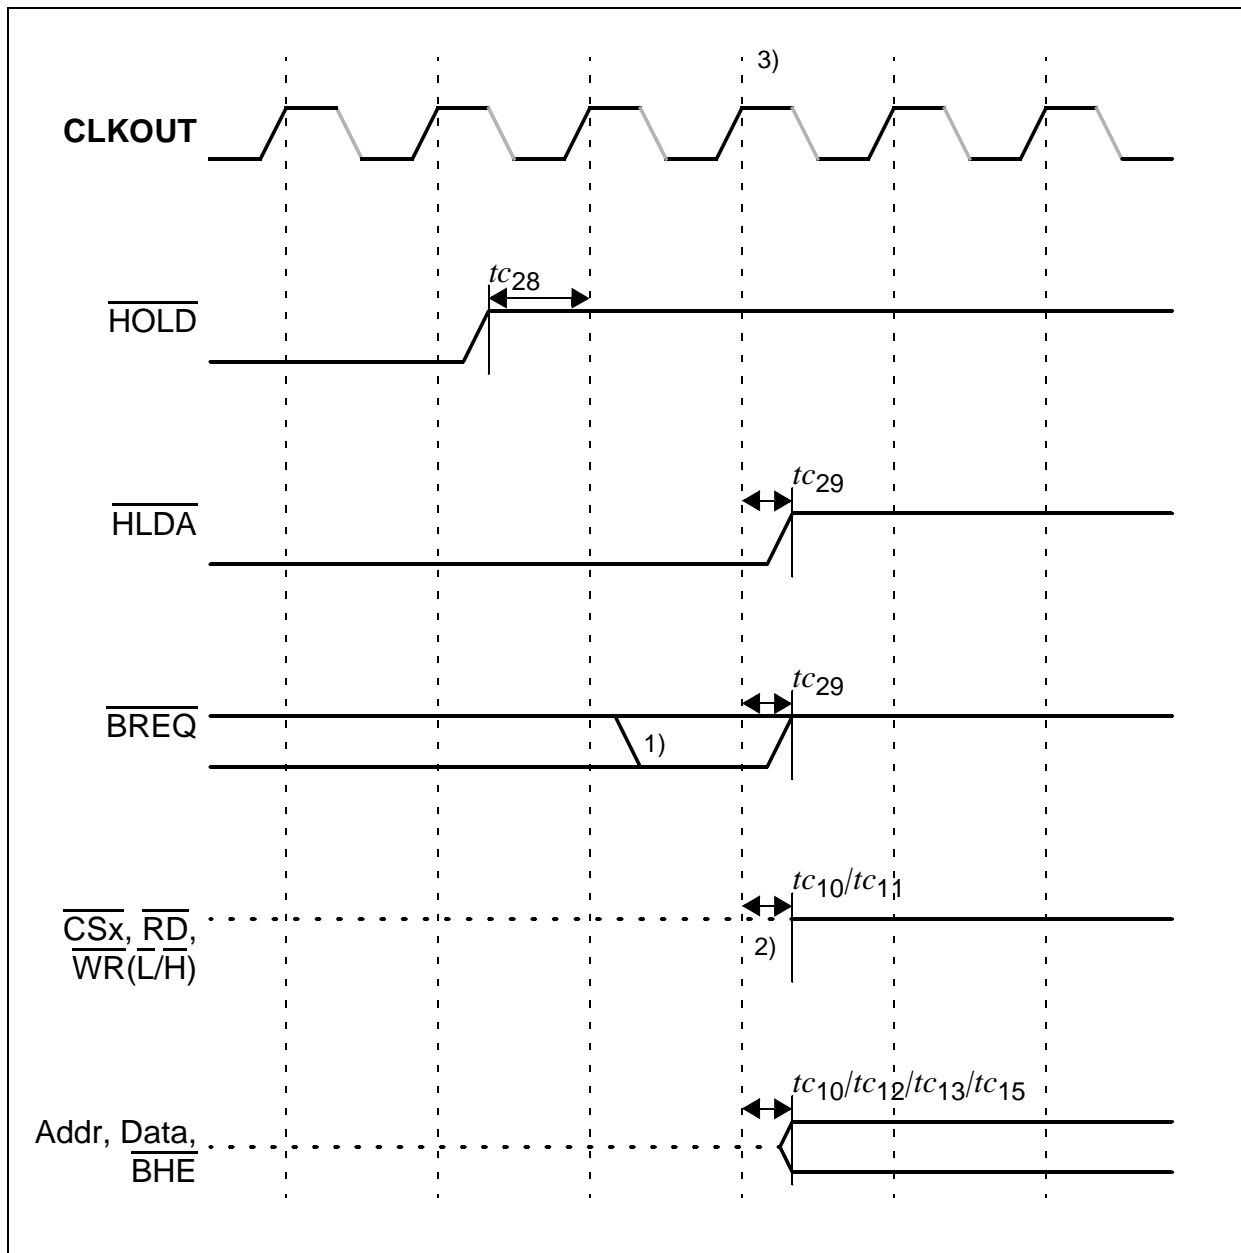 3)
CLKOUT
tc28
HOLD
tc29
HLDA
tc29
BREQ
1)
tc10/tc11
CSx, RD,
WR(L/H)
2)
tc10/tc12/tc13/tc15
Addr, Data,
BHE